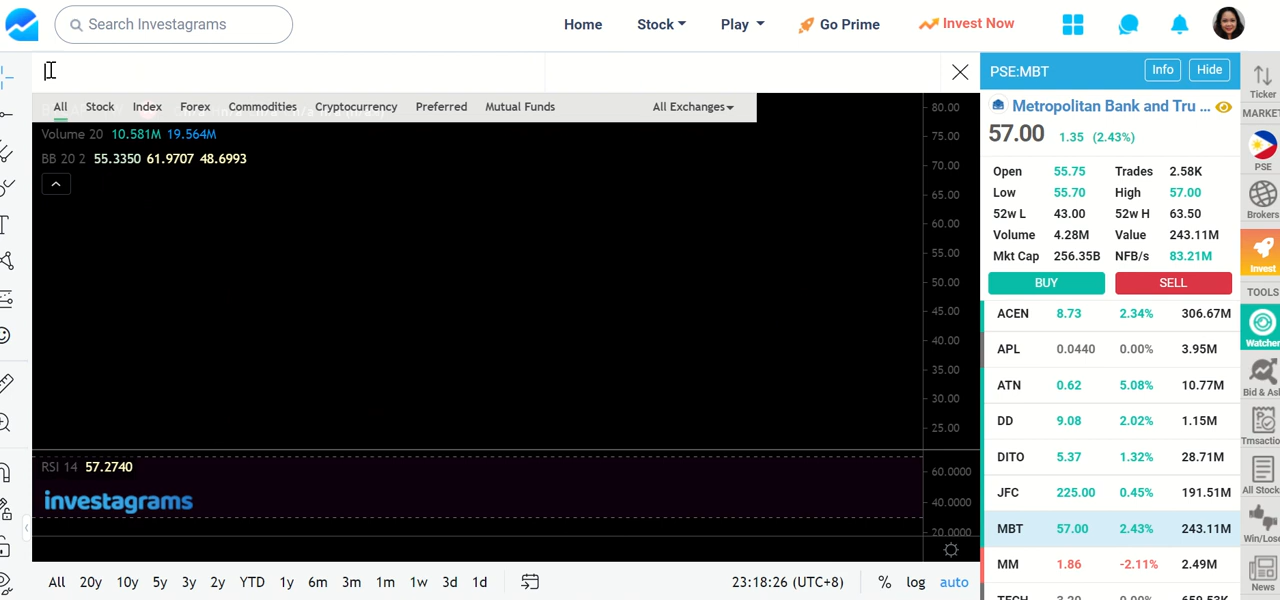 Search Investagrams
Home
Stock
Play
Go Prime
Invest Now
All Stock Index Forex Commodities Cryptocurrency Preferred Mutual Funds All Exchanges
Volume 20 10.581M 19.564M
BB 20 2 55.3350 61.9707 48.6993
80.00
75.00
70.00
65.00
60.00
55.00
50.00
45.00
40.00
35.00
30.00
25.00
RSI 14 57.2740
investagrams
60.0000
40.0000
20.0000
All 20y 10y 5y 3y 2y YTD 1y 6m 3m 1m 1w 3d 1d
23:18:26 (UTC+8) % log auto
PSE:MBT Info Hide
Metropolitan Bank and Tru ...
57.00 1.35 (2.43%)
Open 55.75 Trades 2.58K
Low 55.70 High 57.00
52w L 43.00 52w H 63.50
Volume 4.28M Value 243.11M
Mkt Cap 256.35B NFB/s 83.21M
BUY SELL
ACEN 8.73 2.34% 306.67M
APL 0.0440 0.00% 3.95M
ATN 0.62 5.08% 10.77M
DD 9.08 2.02% 1.15M
DITO 5.37 1.32% 28.71M
JFC 225.00 0.45% 191.51M
MBT 57.00 2.43% 243.11M
MM 1.86 -2.11% 2.49M
TECH 3.20 0.00% 659.53K
Ticker
MARKET
PSE
Brokers
Invest
TOOLS
Watcher
Bid & Ask
Trnsaction
All Stock
Win/Lose
News